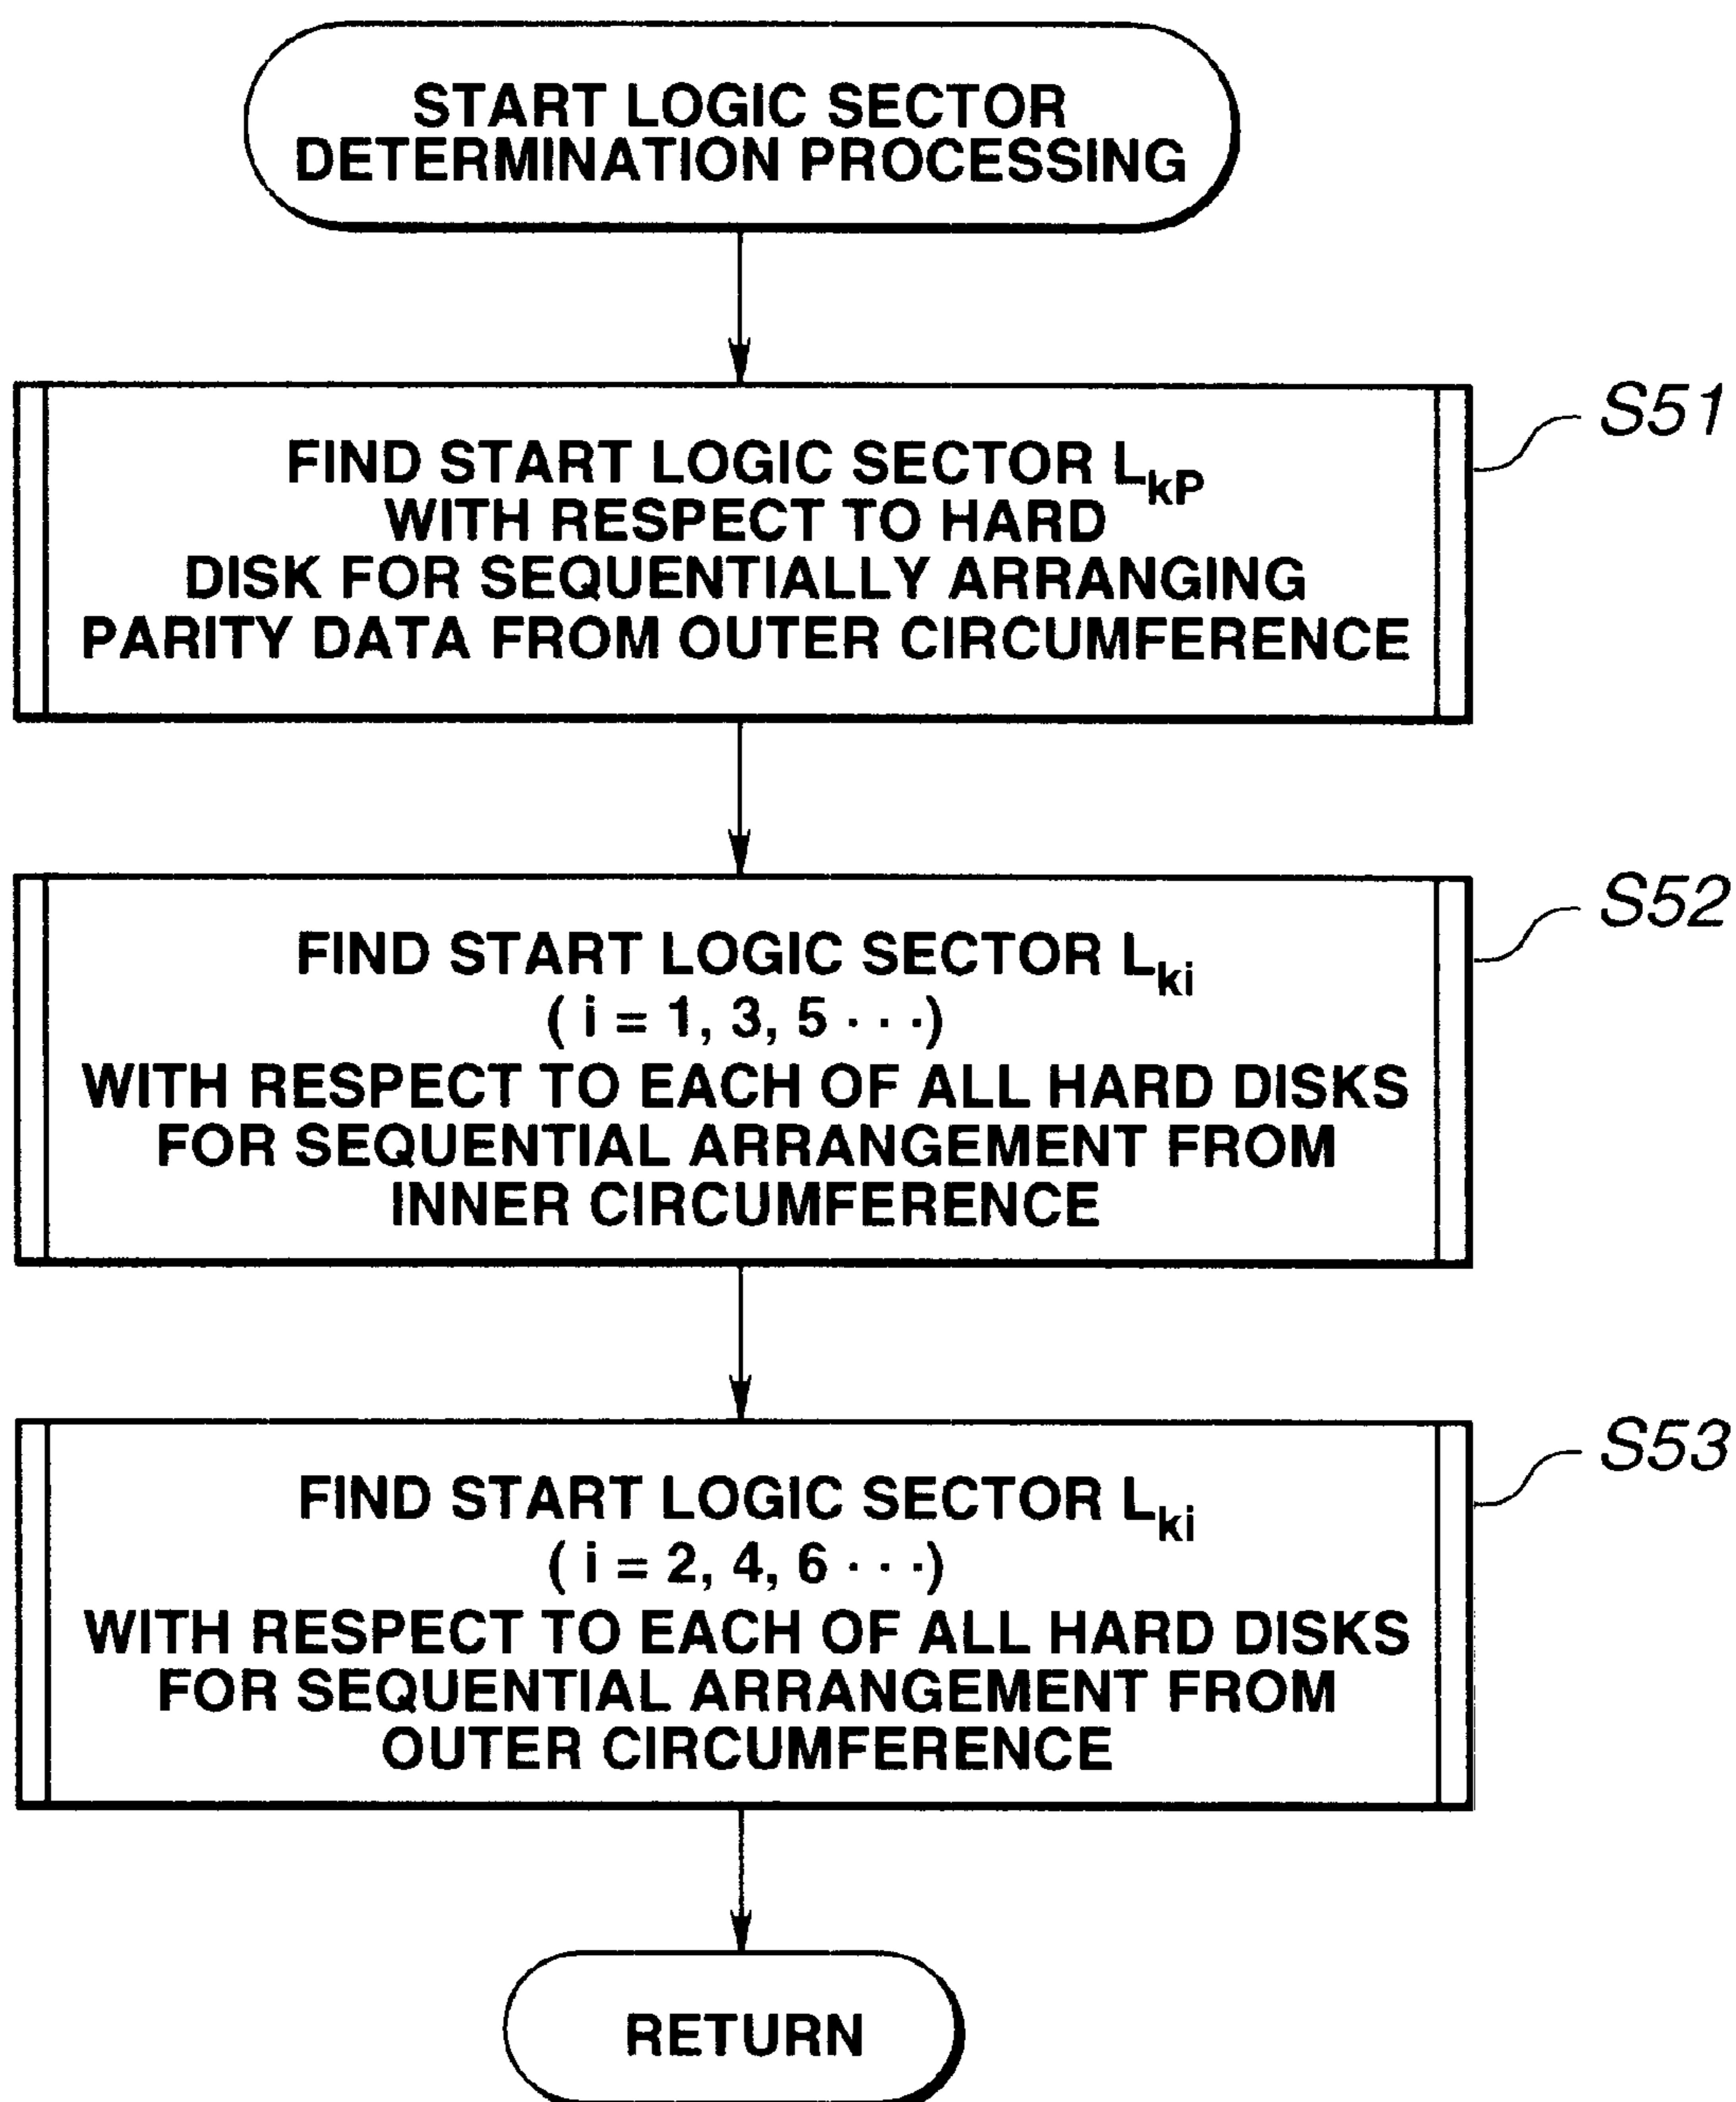 START LOGIC SECTOR
DETERMINATION PROCESSING
S51
FIND START LOGIC SECTOR LkP
WITH RESPECT TO HARD
DISK FOR SEQUENTIALLY ARRANGING
PARITY DATA FROM OUTER CIRCUMFERENCE
S52
FIND START LOGIC SECTOR Lki
( i = 1, 3, 5 · · ·)
WITH RESPECT TO EACH OF ALL HARD DISKS
FOR SEQUENTIAL ARRANGEMENT FROM
INNER CIRCUMFERENCE
S53
FIND START LOGIC SECTOR Lki
( i = 2, 4, 6 · · ·)
WITH RESPECT TO EACH OF ALL HARD DISKS
FOR SEQUENTIAL ARRANGEMENT FROM
OUTER CIRCUMFERENCE
RETURN